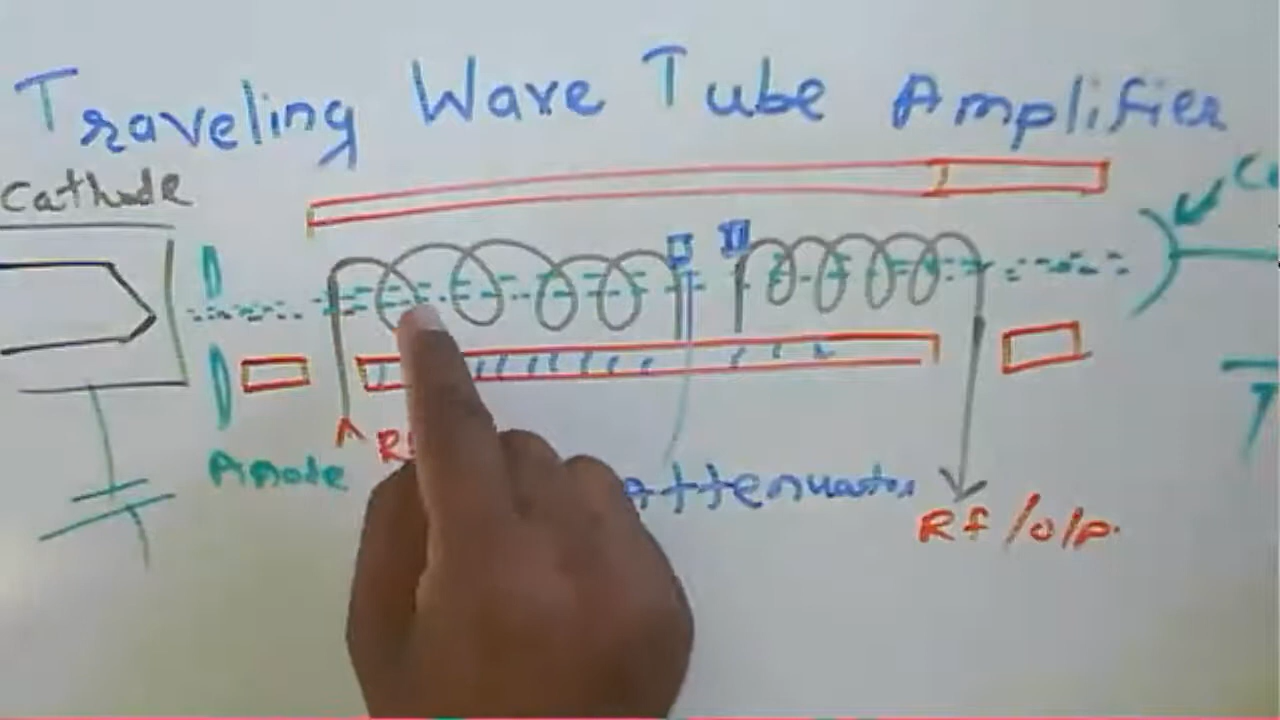 Traveling Wave Tube Amplifier
Cathode
Anode
Attenuator
Rf/o/p.